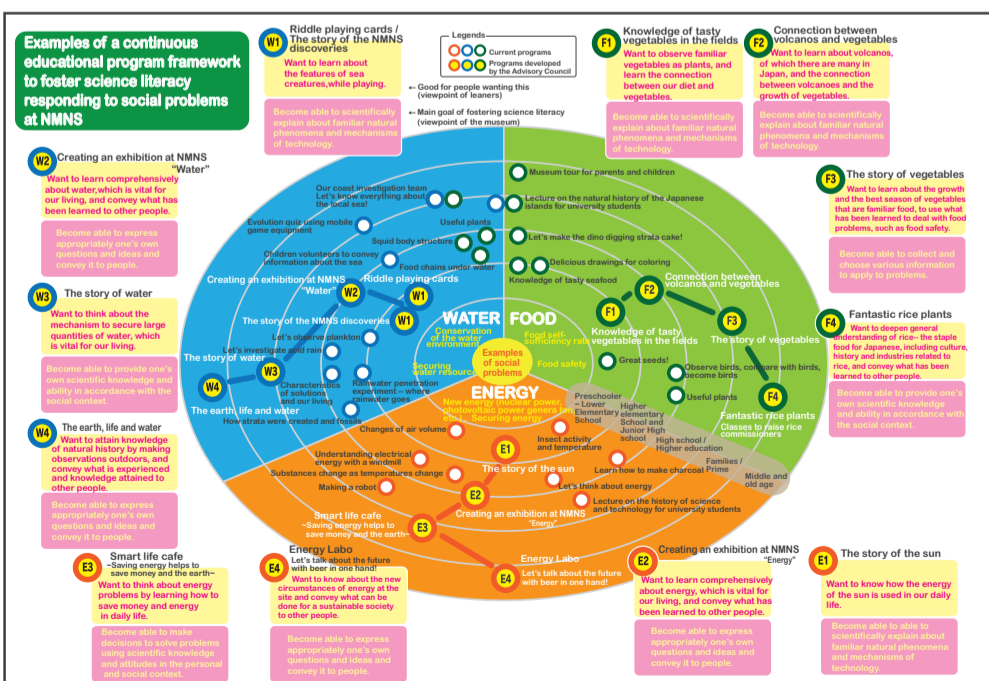 Examples of a continuous
educational program framework
to foster science literacy
responding to social problems
at NMNS
W1
Riddle playing cards /
The story of the NMNS
discoveries
Want to learn about
the features of sea
creatures,while playing.
Become able to scientifically
explain about familiar natural
phenomena and mechanisms
of technology.
Legends
Current programs
Programs developed
by the Advisory Council
← Good for people wanting this
(viewpoint of leaners)
← Main goal of fostering science literacy
(viewpoint of the museum)
F1
Knowledge of tasty
vegetables in the fields
Want to observe familiar
vegetables as plants, and
learn the connection
between our diet and
vegetables.
Become able to scientifically
explain about familiar natural
phenomena and mechanisms
of technology.
F2
Connection between
volcanos and vegetables
Want to learn about volcanos,
of which there are many in
Japan, and the connection
between volcanoes and the
growth of vegetables.
Become able to scientifically
explain about familiar natural
phenomena and mechanisms
of technology.
W2
Creating an exhibition at NMNS
"Water"
Want to learn comprehensively
about water,which is vital for
our living, and convey what has
been learned to other people.
Become able to express
appropriately one's own
questions and ideas and
convey it to people.
W3
The story of water
Want to think about the
mechanism to secure large
quantities of water, which
is vital for our living.
Become able to provide one's
own scientific knowledge and
ability in accordance with the
social context.
W4
The earth, life and water
Want to attain knowledge
of natural history by making
observations outdoors, and
convey what is experienced
and knowledge attained to
other people.
Become able to express
appropriately one's own
questions and ideas and
convey it to people.
F3
The story of vegetables
Want to learn about the growth
and the best season of vegetables
that are familiar food, to use what
has been learned to deal with food
problems, such as food safety.
Become able to collect and
choose various information
to apply to problems.
F4
Fantastic rice plants
Want to deepen general
understanding of rice-- the staple
food for Japanese, including culture,
history and industries related to
rice, and convey what has been
learned to other people.
Become able to provide one's
own scientific knowledge
and ability in accordance with
the social context.
Our coast investigation team
Let's know everything about
the local sea!
Evolution quiz using mobile
game equipment
Useful plants
Squid body structure
Children volunteers to convey
information about the sea
Food chains under water
Creating an exhibition at NMNS
"Water"
W2
Riddle playing cards
W1
W1
The story of the NMNS discoveries
WATER
Conservation
of the water
environment
Securing
water resource
Let's observe plankton
Let's investigate acid rain
The story of water
W3
W4
The earth, life and water
Characteristics
of solutions
and our living
Rainwater penetration
experiment -- where
rainwater goes
How strata were created and fossils
Museum tour for parents and children
Lecture on the natural history of the Japanese
islands for university students
Let's make the dino digging strata cake!
Delicious drawings for coloring
Knowledge of tasty seafood
FOOD
Food self-
sufficiency rate
Food safety
F1
F2
Connection between
volcanos and vegetables
F3
Knowledge of tasty
vegetables in the fields
The story of vegetables
Great seeds!
Observe birds, compare with birds,
become birds
Useful plants
F4
Fantastic rice plants
Classes to raise rice
commissioners
Examples
of social
problems
ENERGY
New energy (nuclear power,
photovoltaic power genera ion,
etc.)
Securing energy
Preschooler
~ Lower
Elementary
School
Higher
elementary
School and
Junior High
school
High school /
Higher education
Families /
Prime
Middle and
old age
Changes of air volume
Insect activity
and temperature
E1
The story of the sun
Understanding electrical
energy with a windmill
Substances change as temperatures change
Making a robot
Learn how to make charcoal
Let's think about energy
Lecture on the history of science
and technology for university students
E2
Creating an exhibition at NMNS
"Energy"
Smart life cafe
~Saving energy helps to
save money and the earth~
E3
Energy Labo
Let's talk about the future
with beer in one hand!
E4
E3
Smart life cafe
~Saving energy helps to
save money and the earth~
Want to think about energy
problems by learning how to
save money and energy
in daily life.
Become able to make
decisions to solve problems
using scientific knowledge
and attitudes in the personal
and social context.
E4
Energy Labo
Let's talk about the future
with beer in one hand!
Want to know about the new
circumstances of energy at the
site and convey what can be
done for a sustainable society
to other people.
Become able to express
appropriately one's own
questions and ideas and
convey it to people.
E2
Creating an exhibition at NMNS
"Energy"
Want to learn comprehensively
about energy, which is vital for
our living, and convey what has
been learned to other people.
Become able to express
appropriately one's own
questions and ideas and
convey it to people.
E1
The story of the sun
Want to know how the energy
of the sun is used in our daily
life.
Become able to able to
scientifically explain about
familiar natural phenomena
and mechanisms of
technology.